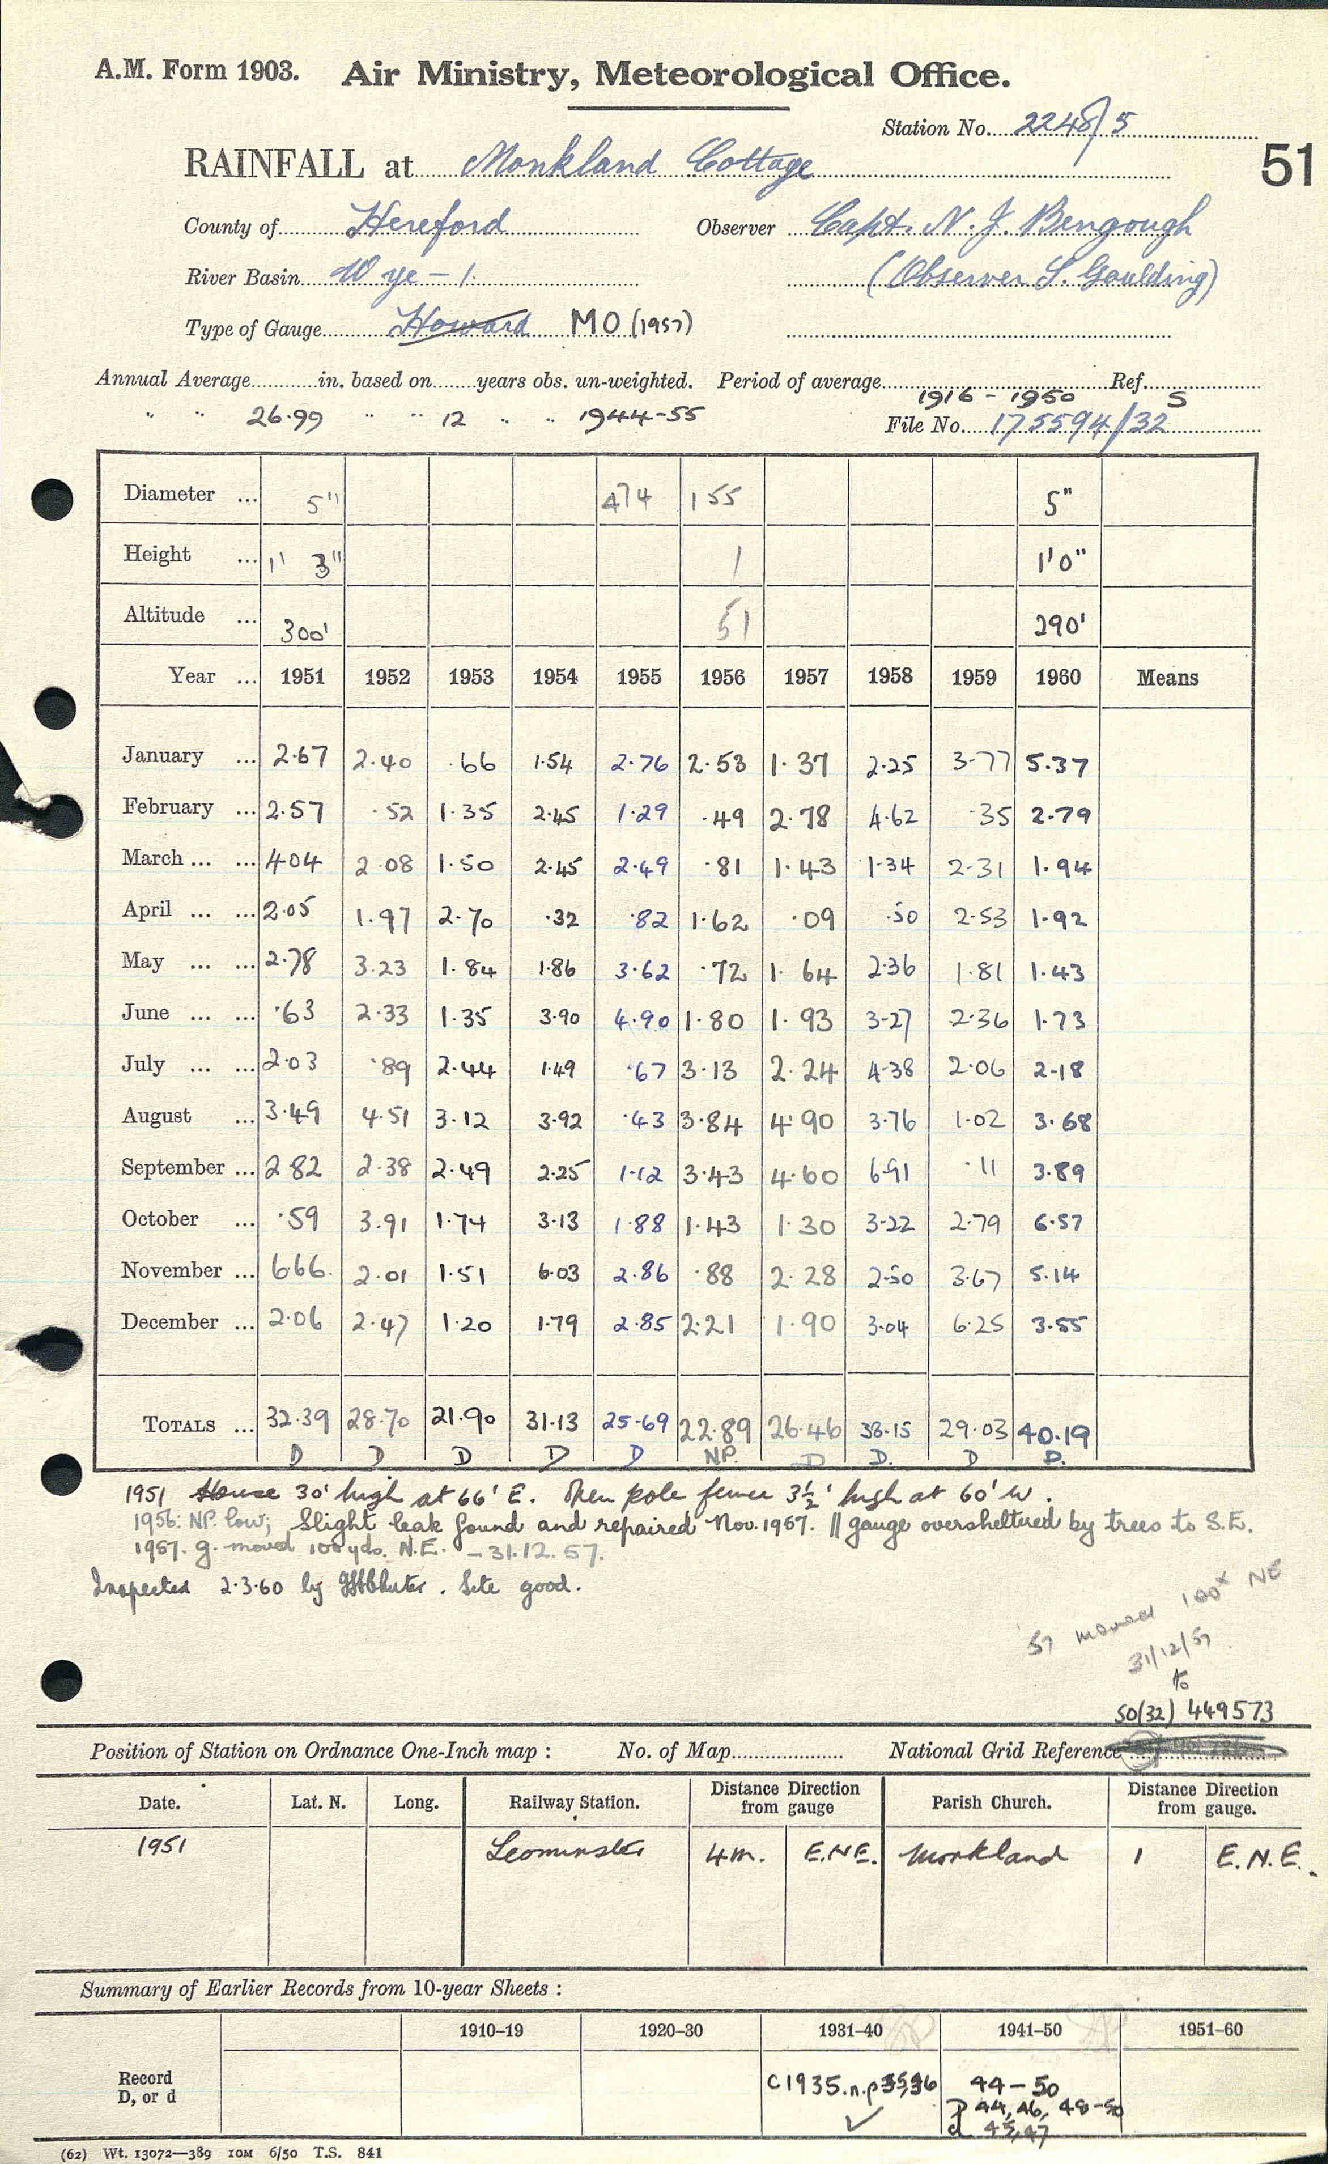 A.M. Form 1903. Air Ministry, Meteorological Office.
Station No. 2248/5
51
RAINFALL at Monkland Cottage
County of Hereford Observer Capt. N. J. Bengough
River Basin Wye - 1. (Observer S. Goulding)
Type of Gauge Howard MO (1957)
Annual Average in. based on years obs. un-weighted. Period of average 1916-1950 Ref. S
" " 26.99 " " 12 " " 1944-55 File No. 175594/32
Diameter ... 5" 474 155 5"
Height ... 1' 3" 1 1'0"
Altitude ... 300' 51 290'
Year ... 1951 1952 1953 1954 1955 1956 1957 1958 1959 1960 Means
January ... 2.67 2.40 .66 1.54 2.76 2.53 1.37 2.25 3.77 5.37
February ... 2.57 .52 1.35 2.45 1.29 .49 2.78 4.62 .35 2.79
March ... ... 4.04 2.08 1.50 2.45 2.49 .81 1.43 1.34 2.31 1.94
April ... ... 2.05 1.97 2.70 .32 .82 1.62 .09 .50 2.53 1.92
May ... ... 2.78 3.23 1.84 1.86 3.62 .72 1.64 2.36 1.81 1.43
June ... ... .63 2.33 1.35 3.90 4.90 1.80 1.93 3.27 2.36 1.73
July ... ... 2.03 .89 2.44 1.49 .67 3.13 2.24 4.38 2.06 2.18
August ... 3.49 4.51 3.12 3.92 .43 3.84 4.90 3.76 1.02 3.68
September ... 2.82 2.38 2.49 2.25 1.12 3.43 4.60 6.91 .11 3.89
October ... .59 3.91 1.74 3.13 1.88 1.43 1.30 3.22 2.79 6.57
November ... 6.66 2.01 1.51 6.03 2.86 .88 2.28 2.50 3.67 5.14
December ... 2.06 2.47 1.20 1.79 2.85 2.21 1.90 3.04 6.25 3.55
TOTALS ... 32.39 28.70 21.90 31.13 25.69 22.89 26.46 38.15 29.03 40.19
D D D D D NP. D D. D D.
1951 House 30' high at 66' E. Open pole fence 3½' high at 60' W.
1956: NP. low; Slight leak found and repaired Nov. 1957. // gauge oversheltered by trees to S.E.
1957. g. moved 100 yds. N.E. - 31.12.57.
Inspected 2.3.60 by . Site good.
57 moved 100x NE
31/12/57
to
50(32) 449573
Position of Station on Ordnance One-Inch map : No. of Map National Grid Reference
Date. Lat. N. Long. Railway Station. Distance from gauge Direction Parish Church. Distance from gauge. Direction
1951 Leominster 4m. E.N.E. Monkland 1 E.N.E.
Summary of Earlier Records from 10-year Sheets :
1910-19 1920-30 1931-40 1941-50 1951-60
Record D, or d
C1935. n.p 35,36 44-50
✓ D 44,46, 48-50
d 45,47
(62) Wt. 13072—389 10M 6/50 T.S. 841